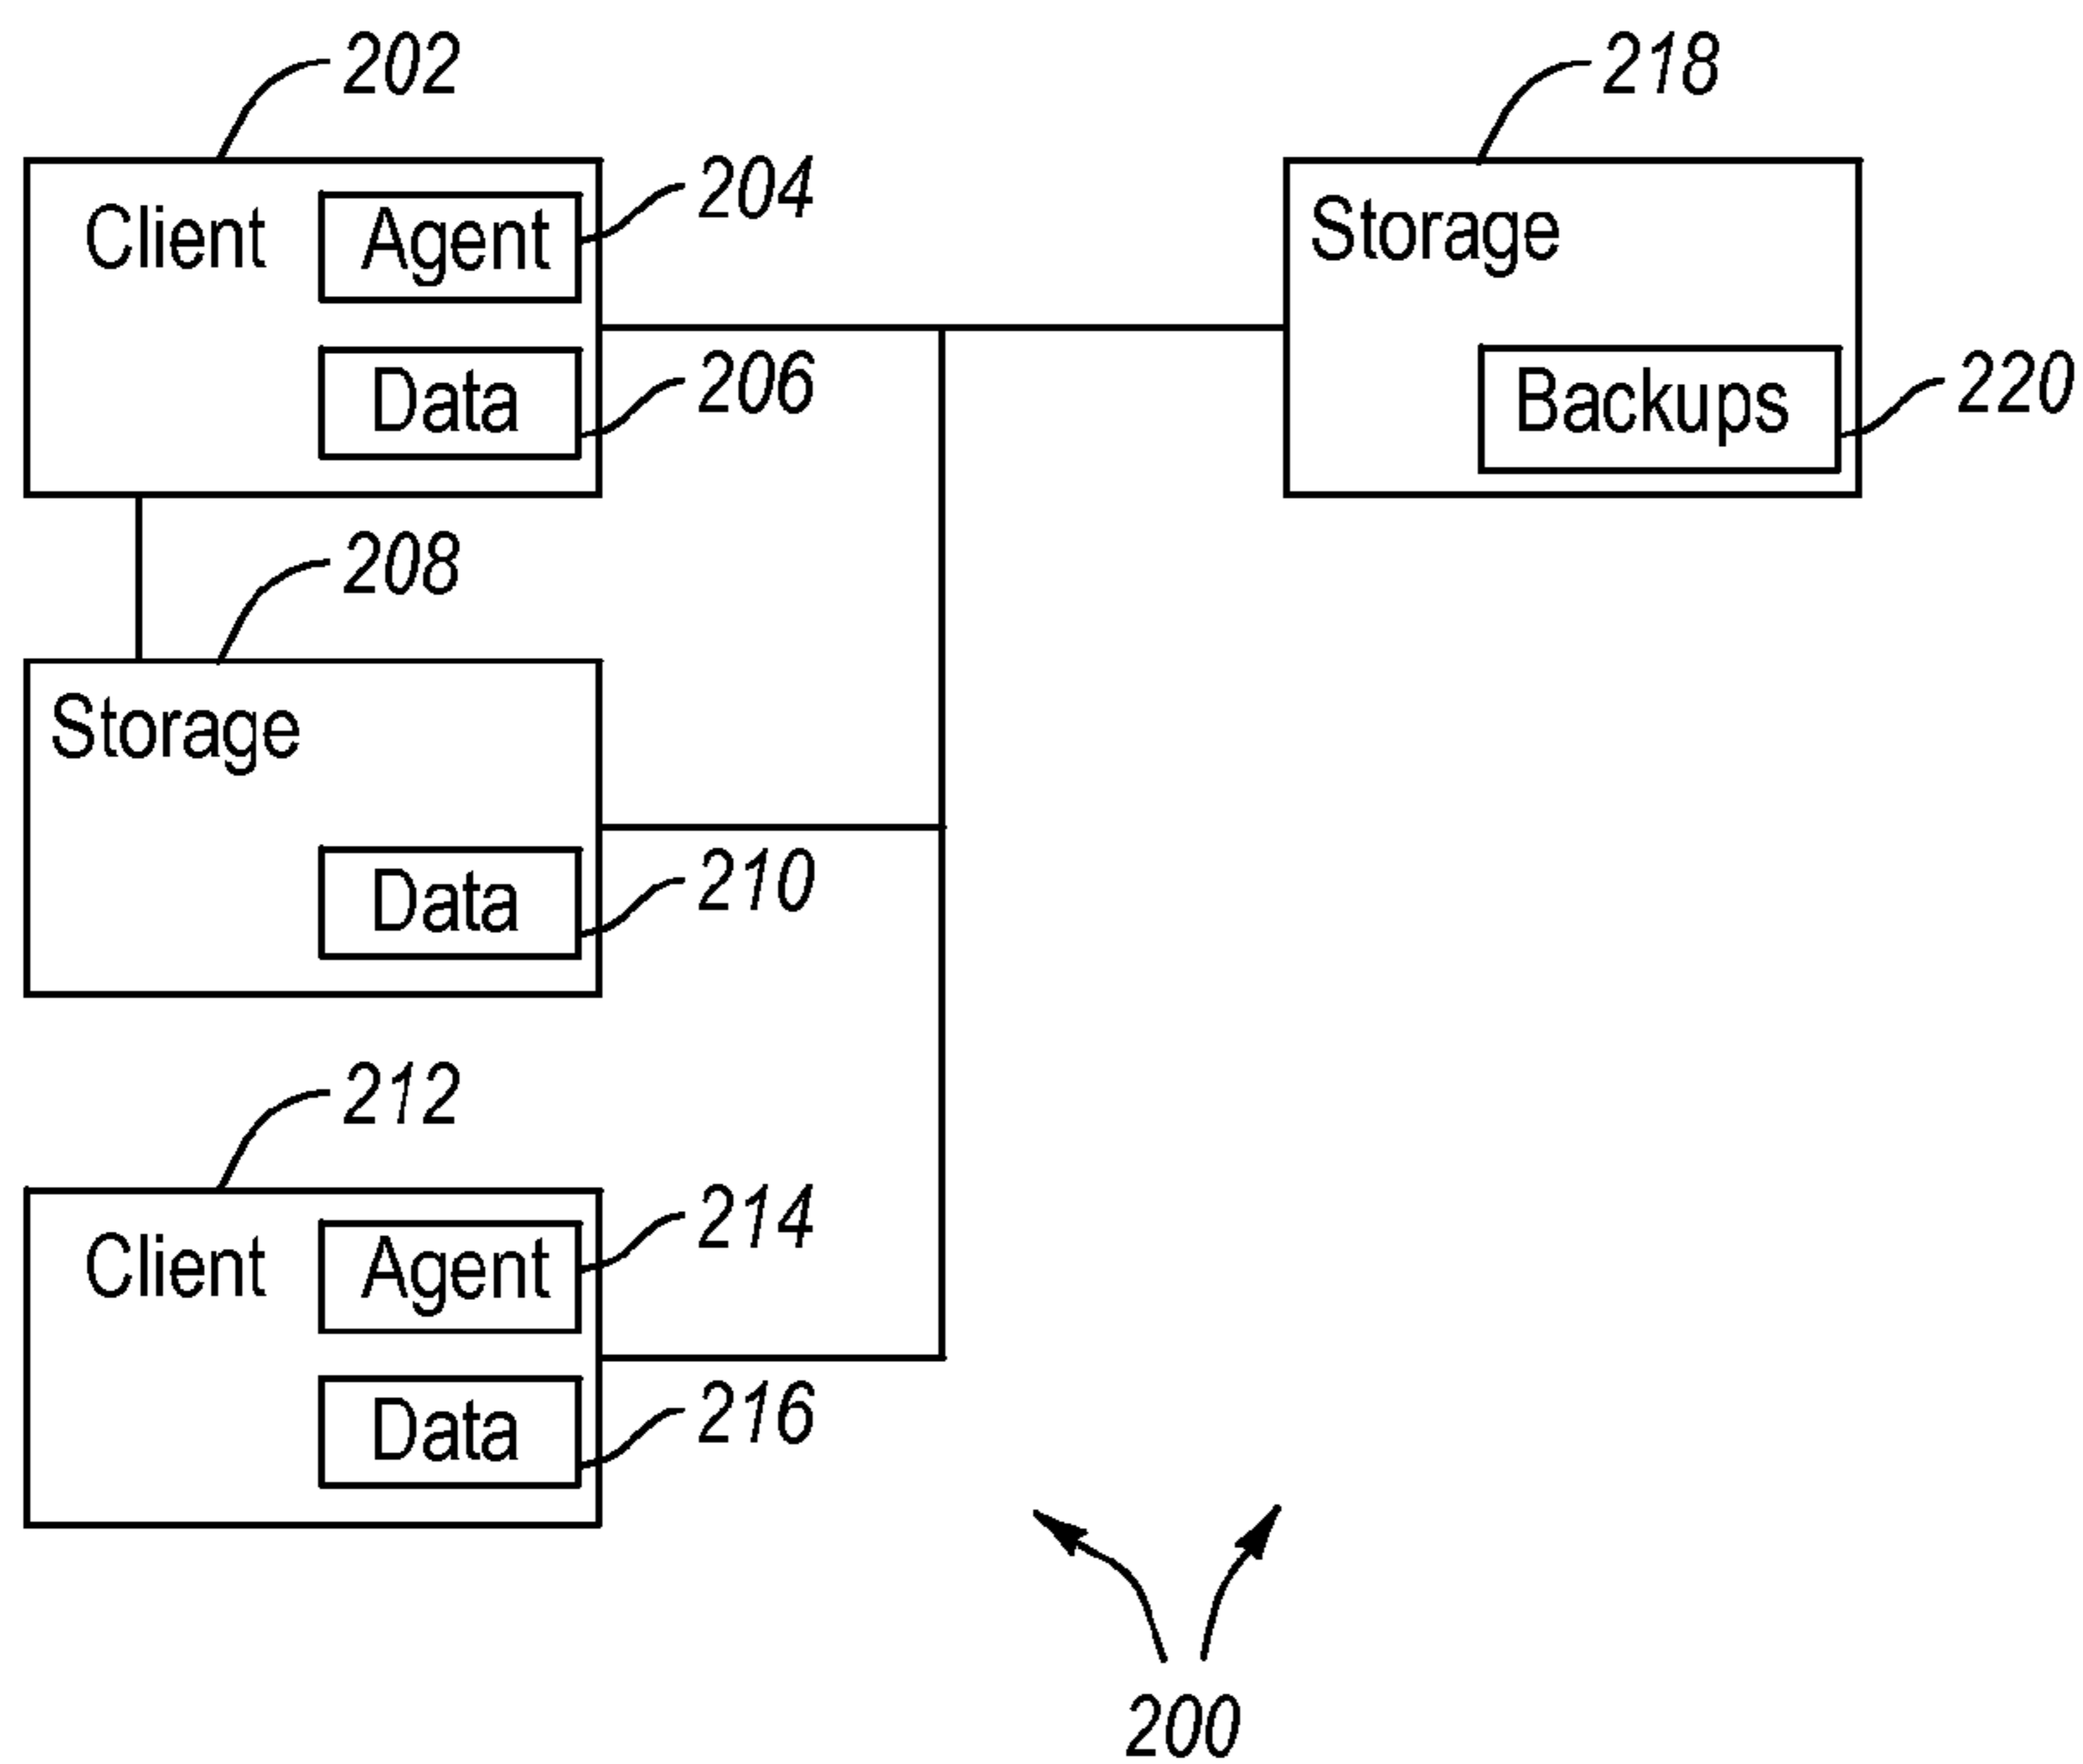 202
218
Client
Agent
204
Storage
Data
206
Backups
220
208
Storage
Data
210
212
Client
Agent
214
Data
216
200